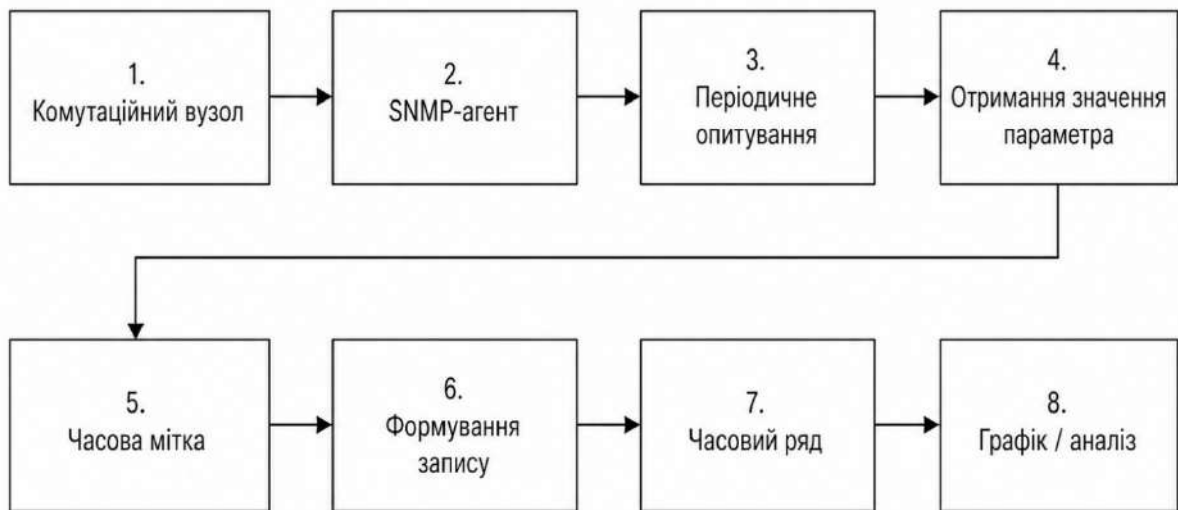 1.
Комутаційний вузол
2.
SNMP-агент
3.
Періодичне
опитування
4.
Отримання значення
параметра
5.
Часова мітка
6.
Формування
запису
7.
Часовий ряд
8.
Графік / аналіз